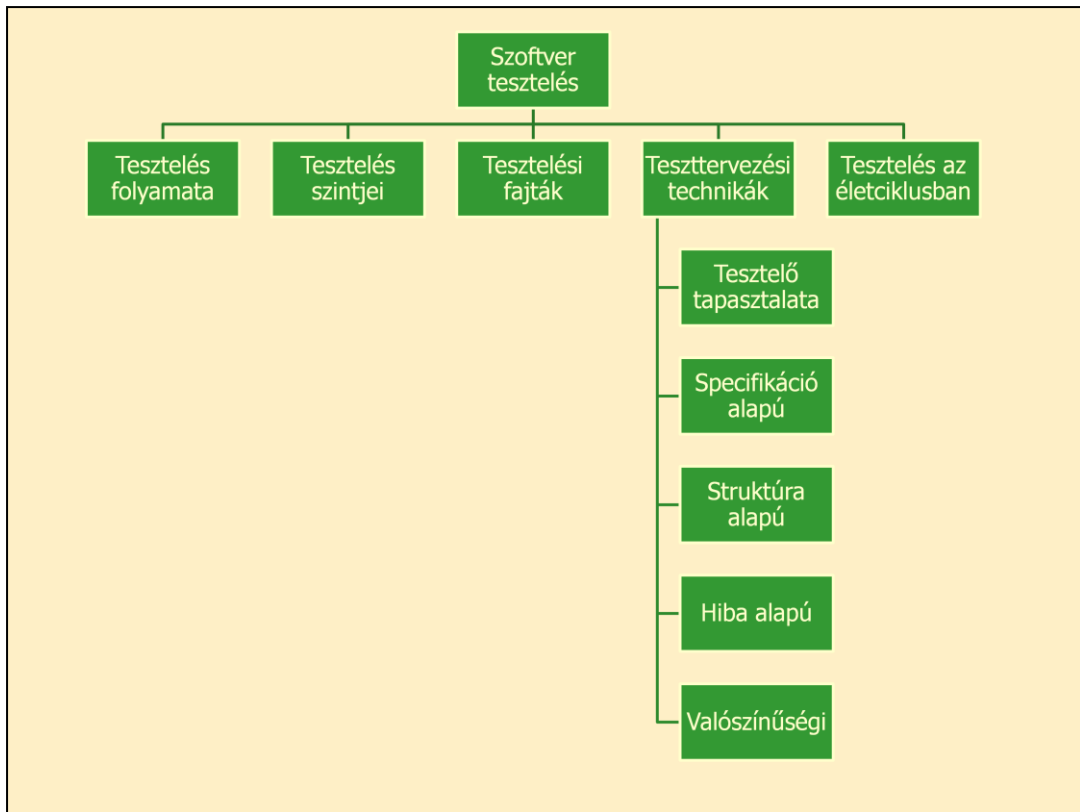 Szoftver
tesztelés
Tesztelés
folyamata
Tesztelés
szintjei
Tesztelési
fajták
Teszttervezési
technikák
Tesztelés az
életciklusban
Tesztelő
tapasztalata
Specifikáció
alapú
Struktúra
alapú
Hiba alapú
Valószínűségi